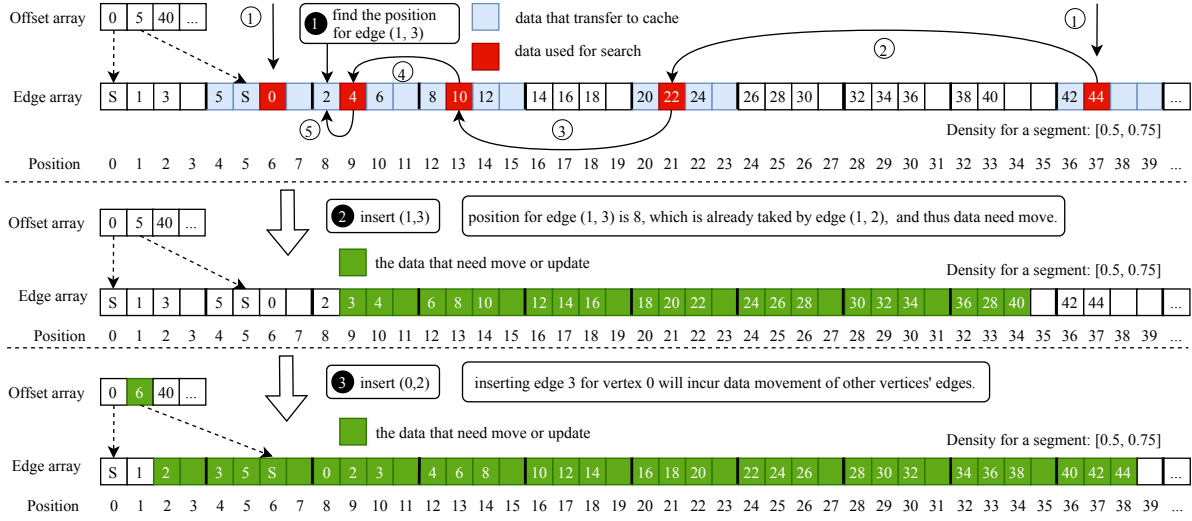 Offset array 0 5 40 ...
1
1 find the position
for edge (1, 3)
data that transfer to cache
data used for search
1
2
4
Edge array S 1 3 5 S 0 2 4 6 8 10 12 14 16 18 20 22 24 26 28 30 32 34 36 38 40 42 44 ...
5
3
Density for a segment: [0.5, 0.75]
Position 0 1 2 3 4 5 6 7 8 9 10 11 12 13 14 15 16 17 18 19 20 21 22 23 24 25 26 27 28 29 30 31 32 33 34 35 36 37 38 39 ...
Offset array 0 5 40 ...
2 insert (1,3)
position for edge (1, 3) is 8, which is already taked by edge (1, 2), and thus data need move.
the data that need move or update
Density for a segment: [0.5, 0.75]
Edge array S 1 3 5 S 0 2 3 4 6 8 10 12 14 16 18 20 22 24 26 28 30 32 34 36 28 40 42 44 ...
Position 0 1 2 3 4 5 6 7 8 9 10 11 12 13 14 15 16 17 18 19 20 21 22 23 24 25 26 27 28 29 30 31 32 33 34 35 36 37 38 39 ...
Offset array 0 6 40 ...
3 insert (0,2)
inserting edge 3 for vertex 0 will incur data movement of other vertices' edges.
the data that need move or update
Density for a segment: [0.5, 0.75]
Edge array S 1 2 3 5 S 0 2 3 4 6 8 10 12 14 16 18 20 22 24 26 28 30 32 34 36 38 40 42 44 ...
Position 0 1 2 3 4 5 6 7 8 9 10 11 12 13 14 15 16 17 18 19 20 21 22 23 24 25 26 27 28 29 30 31 32 33 34 35 36 37 38 39 ...